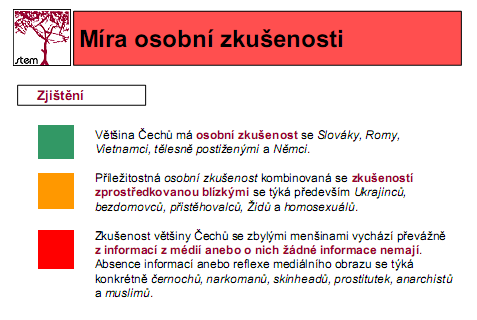 stem
Míra osobní zkušenosti
Zjištění
Většina Čechů má osobní zkušenost se Slováky, Romy,
Vietnamci, tělesně postiženými a Němci.
Příležitostná osobní zkušenost kombinovaná se zkušeností
zprostředkovanou blízkými se týká především Ukrajinců,
bezdomovců, přistěhovalců, Židů a homosexuálů.
Zkušenost většiny Čechů se zbylými menšinami vychází převážně
z informací z médií anebo o nich žádné informace nemají.
Absence informací anebo reflexe mediálního obrazu se týká
konkrétně černochů, narkomanů, skinheadů, prostitutek, anarchistů
a muslimů.